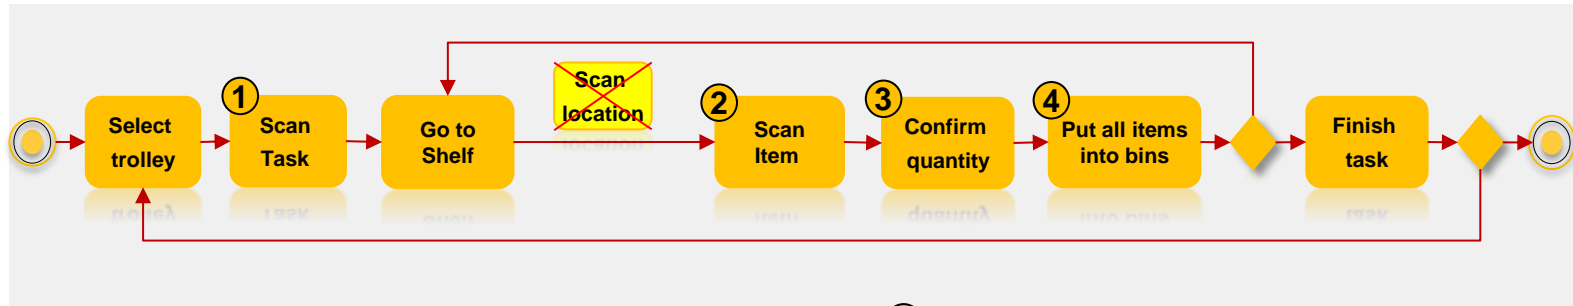 Select
trolley
1
Scan
Task
Go to
Shelf
Scan
location
2
Scan
Item
3
Confirm
quantity
4
Put all items
into bins
Finish
task